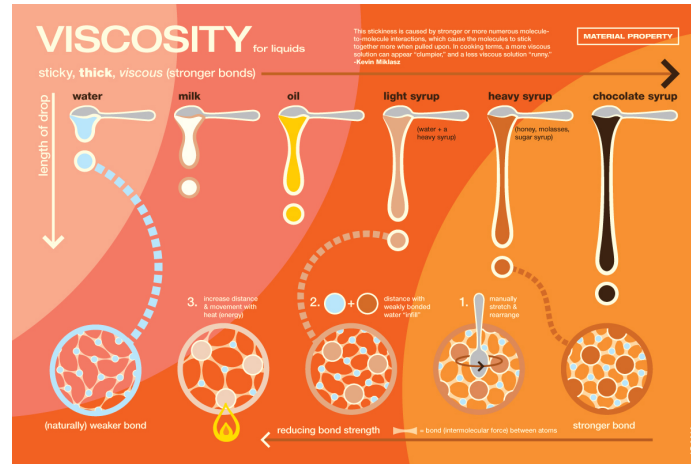 VISCOSITY for liquids
This stickiness is caused by stronger or more numerous molecule-
to-molecule interactions, which cause the molecules to stick
together more when pulled upon. In cooking terms, a more viscous
solution can appear "clumpier," and a less viscous solution "runny."
-Kevin Miklasz
MATERIAL PROPERTY
sticky, thick, viscous (stronger bonds)
length of drop
water
milk
oil
light syrup
heavy syrup
chocolate syrup
(water + a
heavy syrup)
(honey, molasses,
sugar syrup)
3. increase distance
& movement with
heat (energy)
2. + distance with
weakly bonded
water "infill"
1. manually
stretch &
rearrange
(naturally) weaker bond
reducing bond strength
= bond (intermolecular force) between atoms
stronger bond